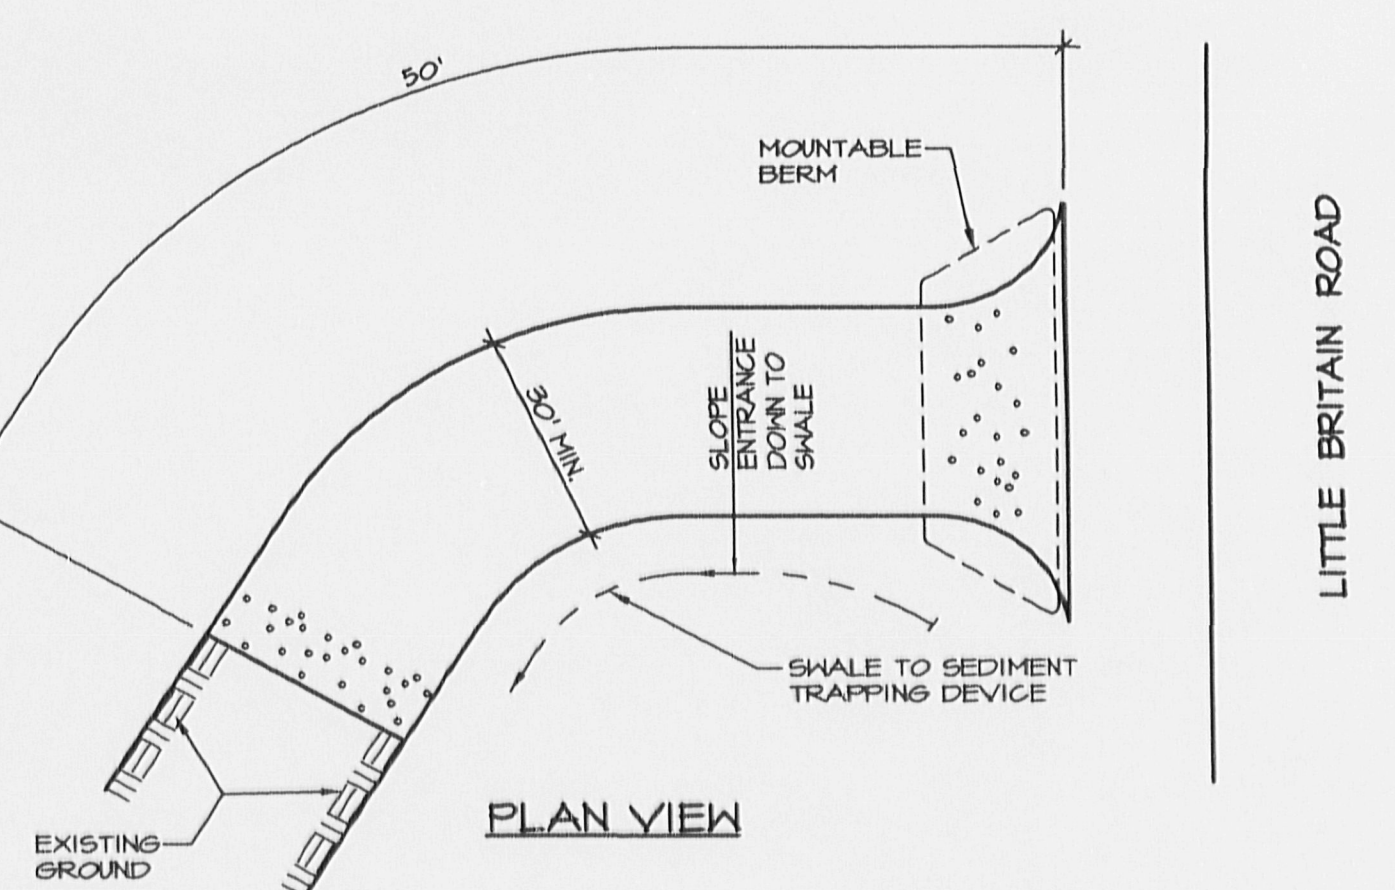 50'
MOUNTABLE
BERM
30' MIN.
SLOPE
ENTRANCE
DOWN TO
SWALE
LITTLE BRITAIN ROAD
SWALE TO SEDIMENT
TRAPPING DEVICE
EXISTING
GROUND
PLAN VIEW